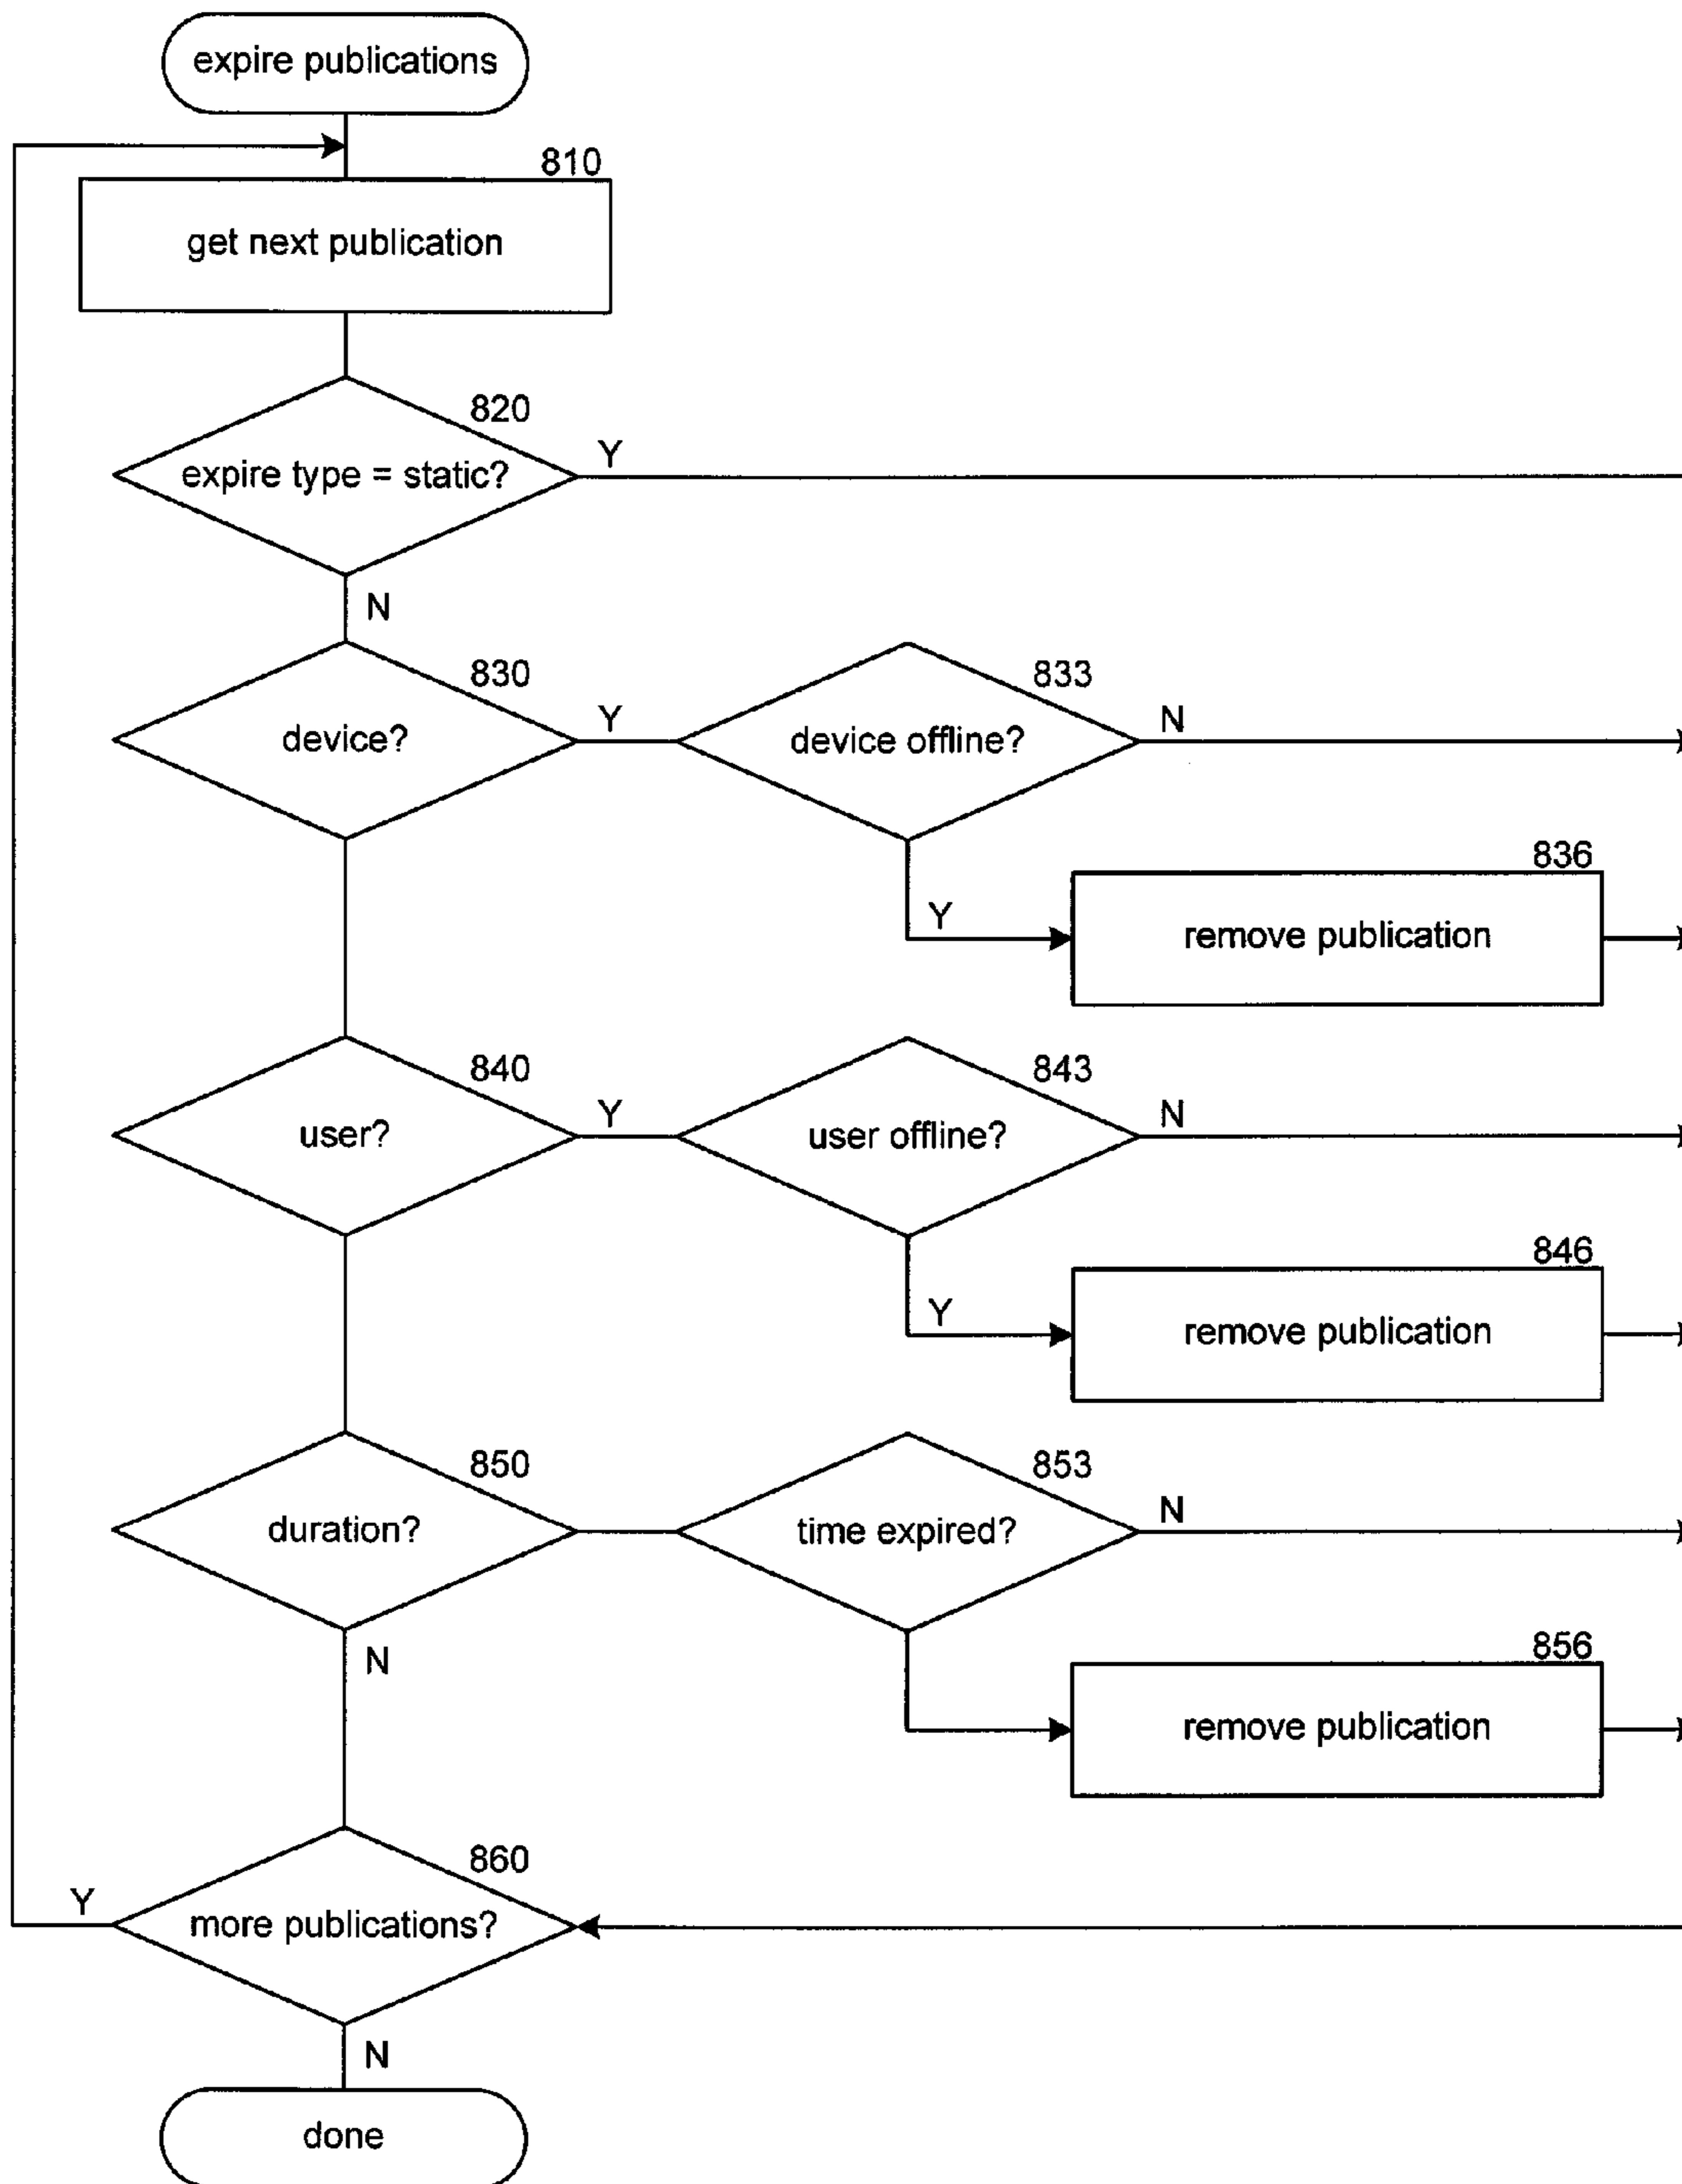 expire publications
810
get next publication
820
expire type = static?
Y
N
830
device?
Y
833
device offline?
N
836
Y
remove publication
840
user?
Y
843
user offline?
N
846
Y
remove publication
850
duration?
853
time expired?
N
N
856
remove publication
860
Y
more publications?
N
done